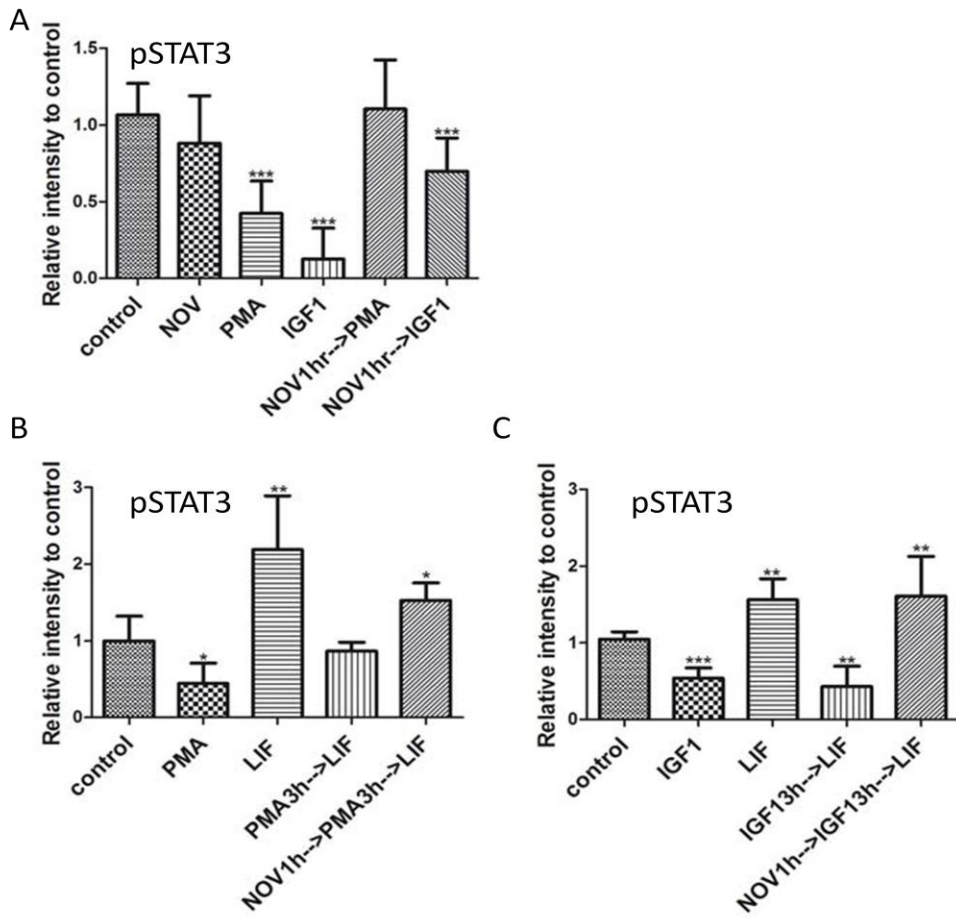 A
pSTAT3
Relative intensity to control
1.5
1.0
0.5
0.0
***
***
***
control
NOV
PMA
IGF1
NOV1hr-->PMA
NOV1hr-->IGF1
B
pSTAT3
Relative intensity to control
3
2
1
0
*
**
*
control
PMA
LIF
PMA3h-->LIF
NOV1h-->PMA3h-->LIF
C
pSTAT3
Relative intensity to control
3
2
1
0
***
**
**
**
control
IGF1
LIF
IGF13h-->LIF
NOV1h-->IGF13h-->LIF